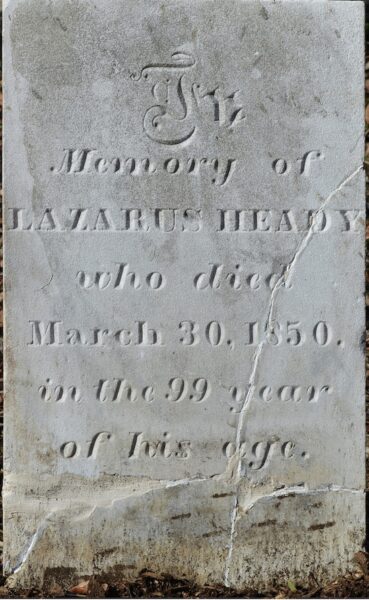 In
Memory of
LAZARUS HEADY
who died
March 30, 1850.
in the 99 year
of his age.